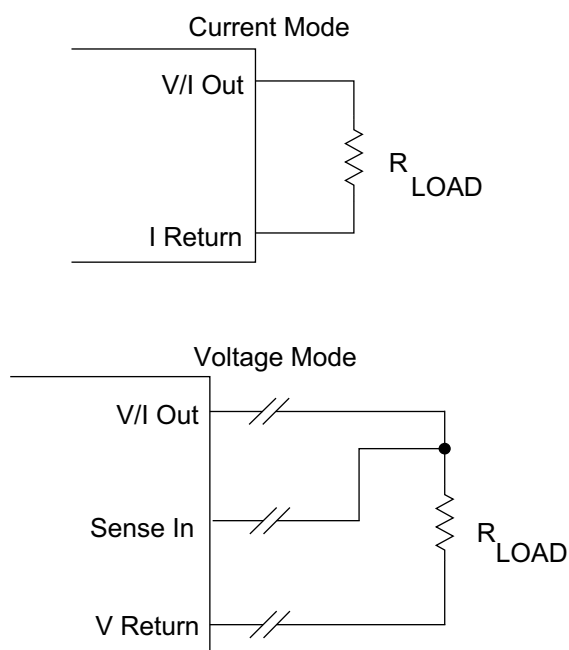 Current Mode
V/I Out
R
LOAD
I Return
Voltage Mode
V/I Out
Sense In
R
LOAD
V Return